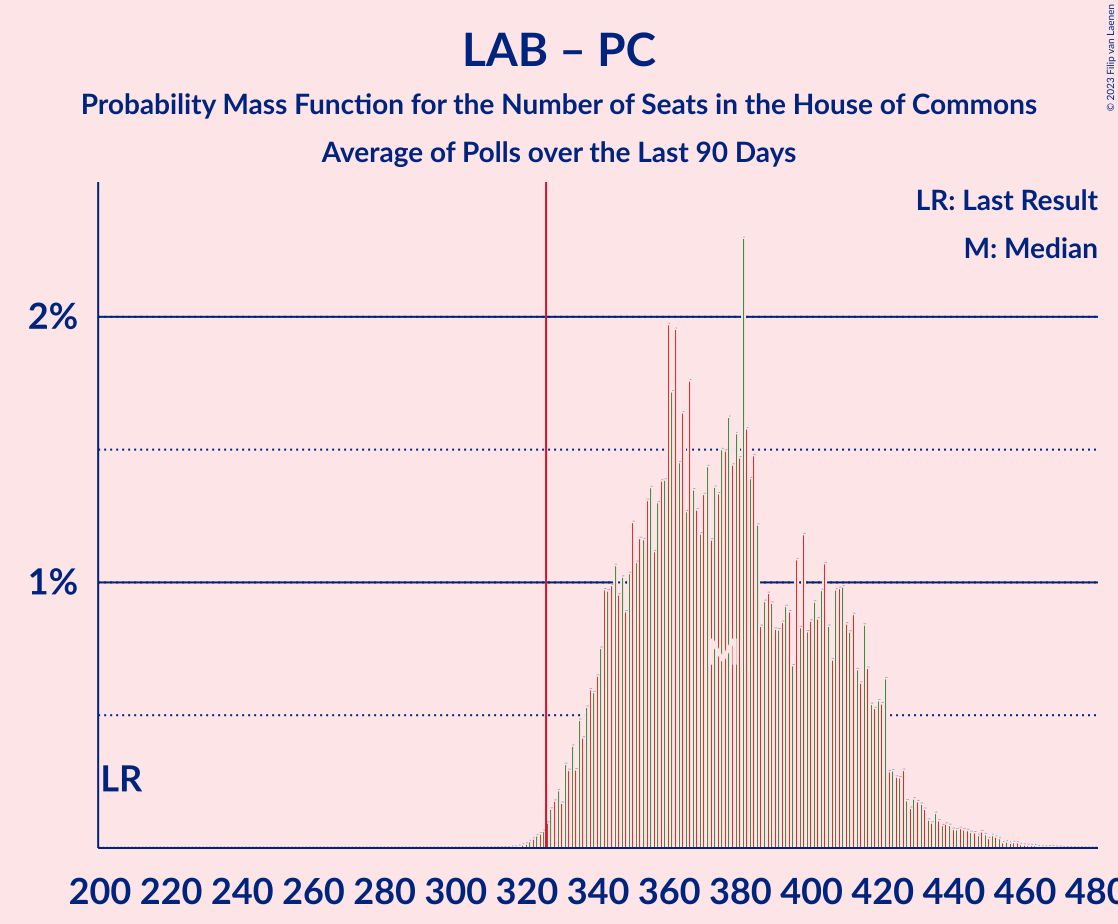 LAB – PC
Probability Mass Function for the Number of Seats in the House of Commons
Average of Polls over the Last 90 Days
© 2023 Filip van Laenen
LR: Last Result
M: Median
2%
1%
M
LR
200 220 240 260 280 300 320 340 360 380 400 420 440 460 480